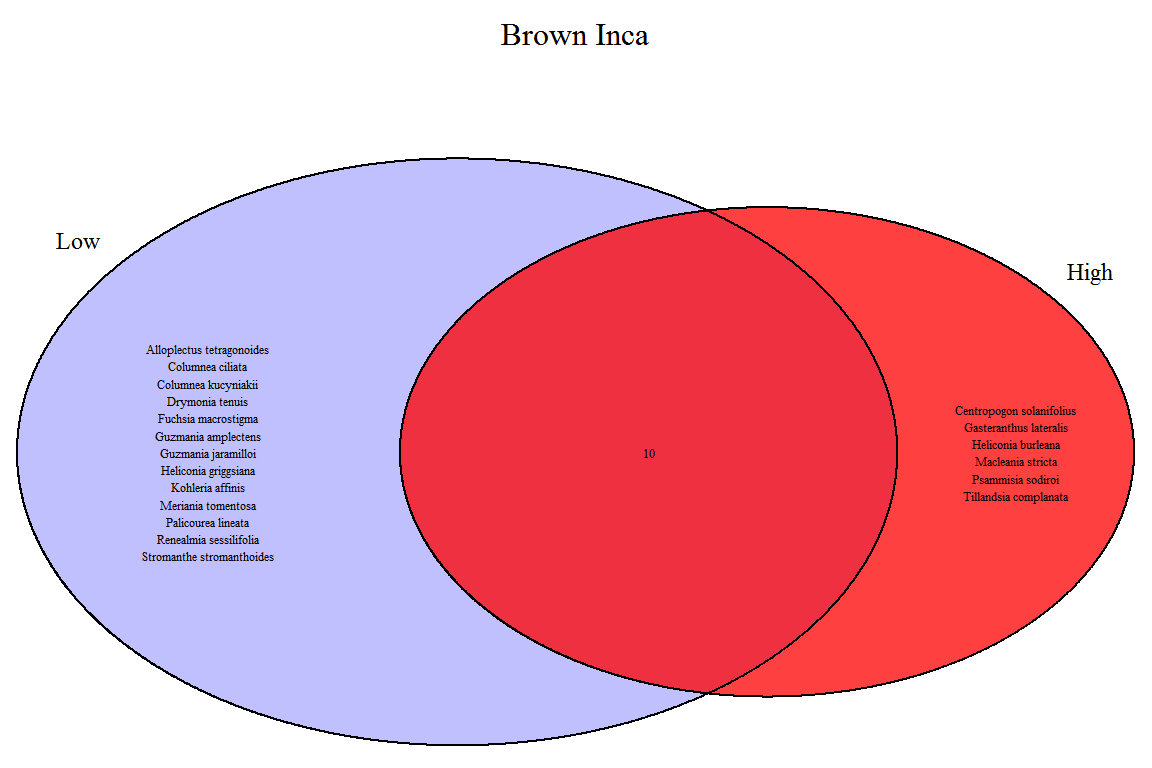 Brown Inca
Low
High
Alloplectus tetragonoides
Columnea ciliata
Columnea kucyniakii
Drymonia tenuis
Fuchsia macrostigma
Guzmania amplectens
Guzmania jaramilloi
Heliconia griggsiana
Kohleria affinis
Meriania tomentosa
Palicourea lineata
Renealmia sessilifolia
Stromanthe stromanthoides
10
Centropogon solanifolius
Gasteranthus lateralis
Heliconia burleana
Macleania stricta
Psammisia sodiroi
Tillandsia complanata